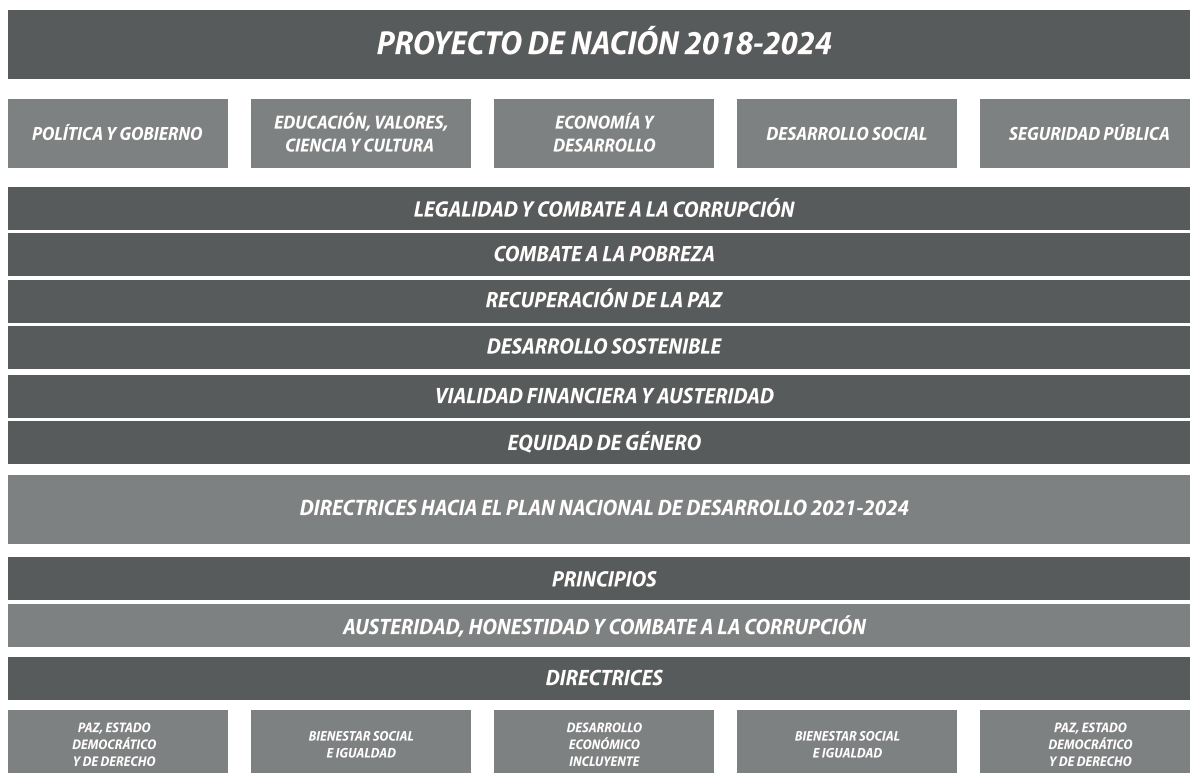 PROYECTO DE NACIÓN 2018-2024
POLÍTICA Y GOBIERNO
EDUCACIÓN, VALORES,
CIENCIA Y CULTURA
ECONOMÍA Y
DESARROLLO
DESARROLLO SOCIAL
SEGURIDAD PÚBLICA
LEGALIDAD Y COMBATE A LA CORRUPCIÓN
COMBATE A LA POBREZA
RECUPERACIÓN DE LA PAZ
DESARROLLO SOSTENIBLE
VIALIDAD FINANCIERA Y AUSTERIDAD
EQUIDAD DE GÉNERO
DIRECTRICES HACIA EL PLAN NACIONAL DE DESARROLLO 2021-2024
PRINCIPIOS
AUSTERIDAD, HONESTIDAD Y COMBATE A LA CORRUPCIÓN
DIRECTRICES
PAZ, ESTADO
DEMOCRÁTICO
Y DE DERECHO
BIENESTAR SOCIAL
E IGUALDAD
DESARROLLO
ECONÓMICO
INCLUYENTE
BIENESTAR SOCIAL
E IGUALDAD
PAZ, ESTADO
DEMOCRÁTICO
Y DE DERECHO